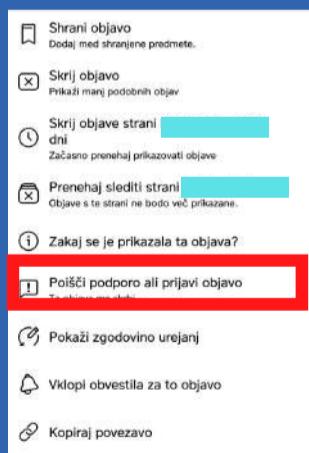 Shrani objavo
Dodaj med shranjene predmete.
Skrij objavo
Prikaži manj podobnih objav
Skrij objave strani
dni
Začasno prenehaj prikazovati objave
Prenehaj slediti strani
Objave s te strani ne bodo več prikazane.
Zakaj se je prikazala ta objava?
Poišči podporo ali prijavi objavo
Pokaži zgodovino urejanj
Vklopi obvestila za to objavo
Kopiraj povezavo